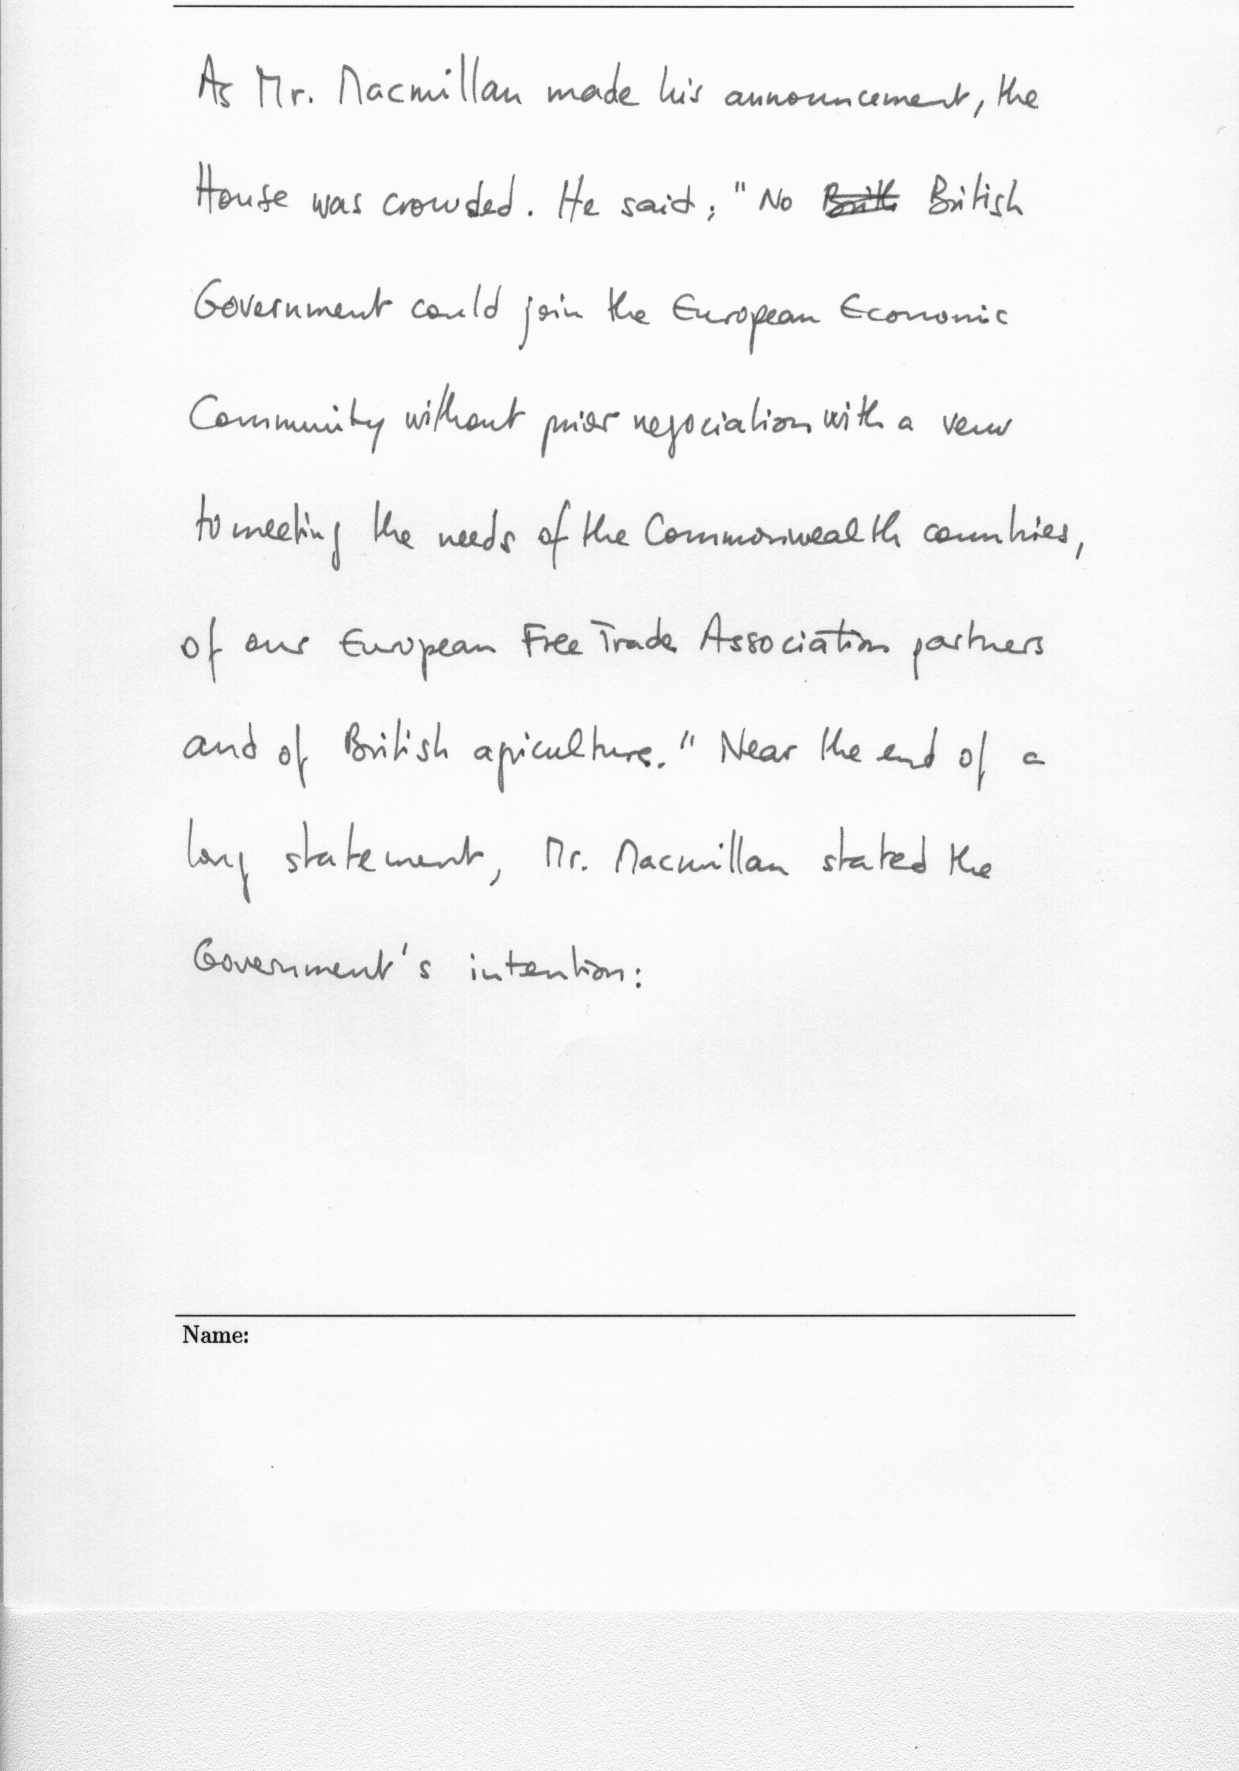 As Mr. Macmillan made his announcement, the
House was crowded. He said: "No British
Government could join the European Economic
Community without prior negociation with a view
to meeting the needs of the Commonwealth countries,
of our European Free Trade Association partners
and of British agriculture." Near the end of a
long statement, Mr. Macmillan stated the
Government's intention:
Name: